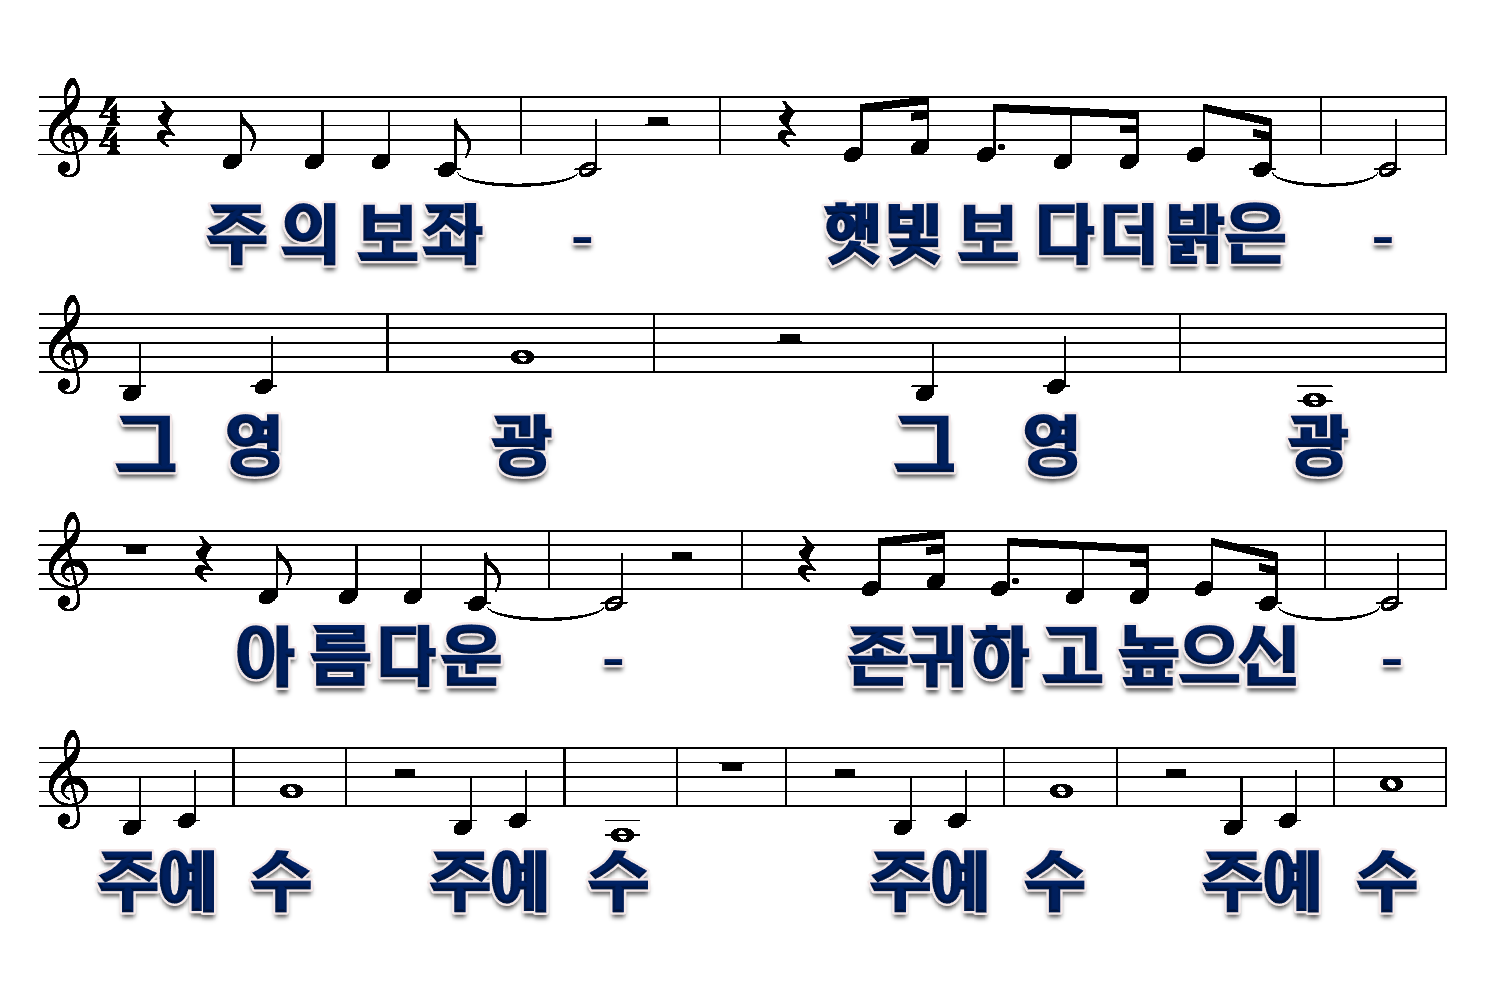 주 의 보좌 - 햇빛 보 다더밝은 -
그 영 광 그 영 광
아 름다운 - 존귀하 고 높으신 -
주예 수 주예 수 주예 수 주예 수